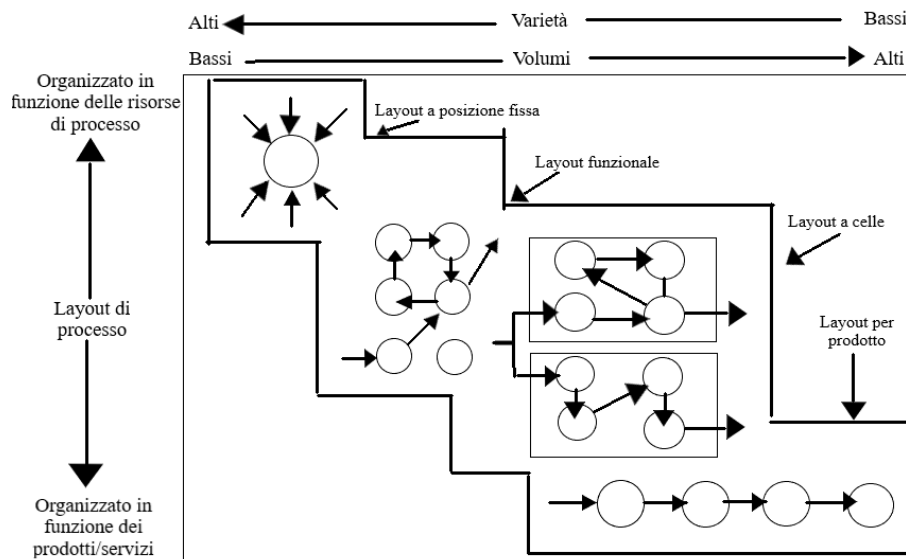 Alti Varietà Bassi
Bassi Volumi Alti
Organizzato in
funzione delle risorse
di processo
Layout a posizione fissa
Layout funzionale
Layout a celle
Layout di
processo
Layout per
prodotto
Organizzato in
funzione dei
prodotti/servizi